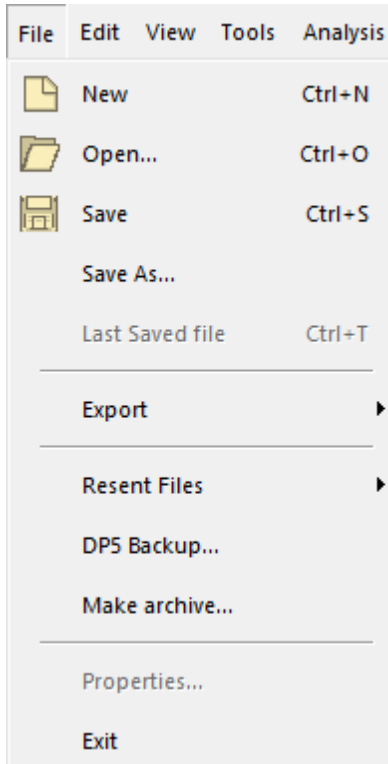 File Edit View Tools Analysis
New Ctrl+N
Open... Ctrl+O
Save Ctrl+S
Save As...
Last Saved file Ctrl+T
Export
Resent Files
DPS Backup...
Make archive...
Properties...
Exit